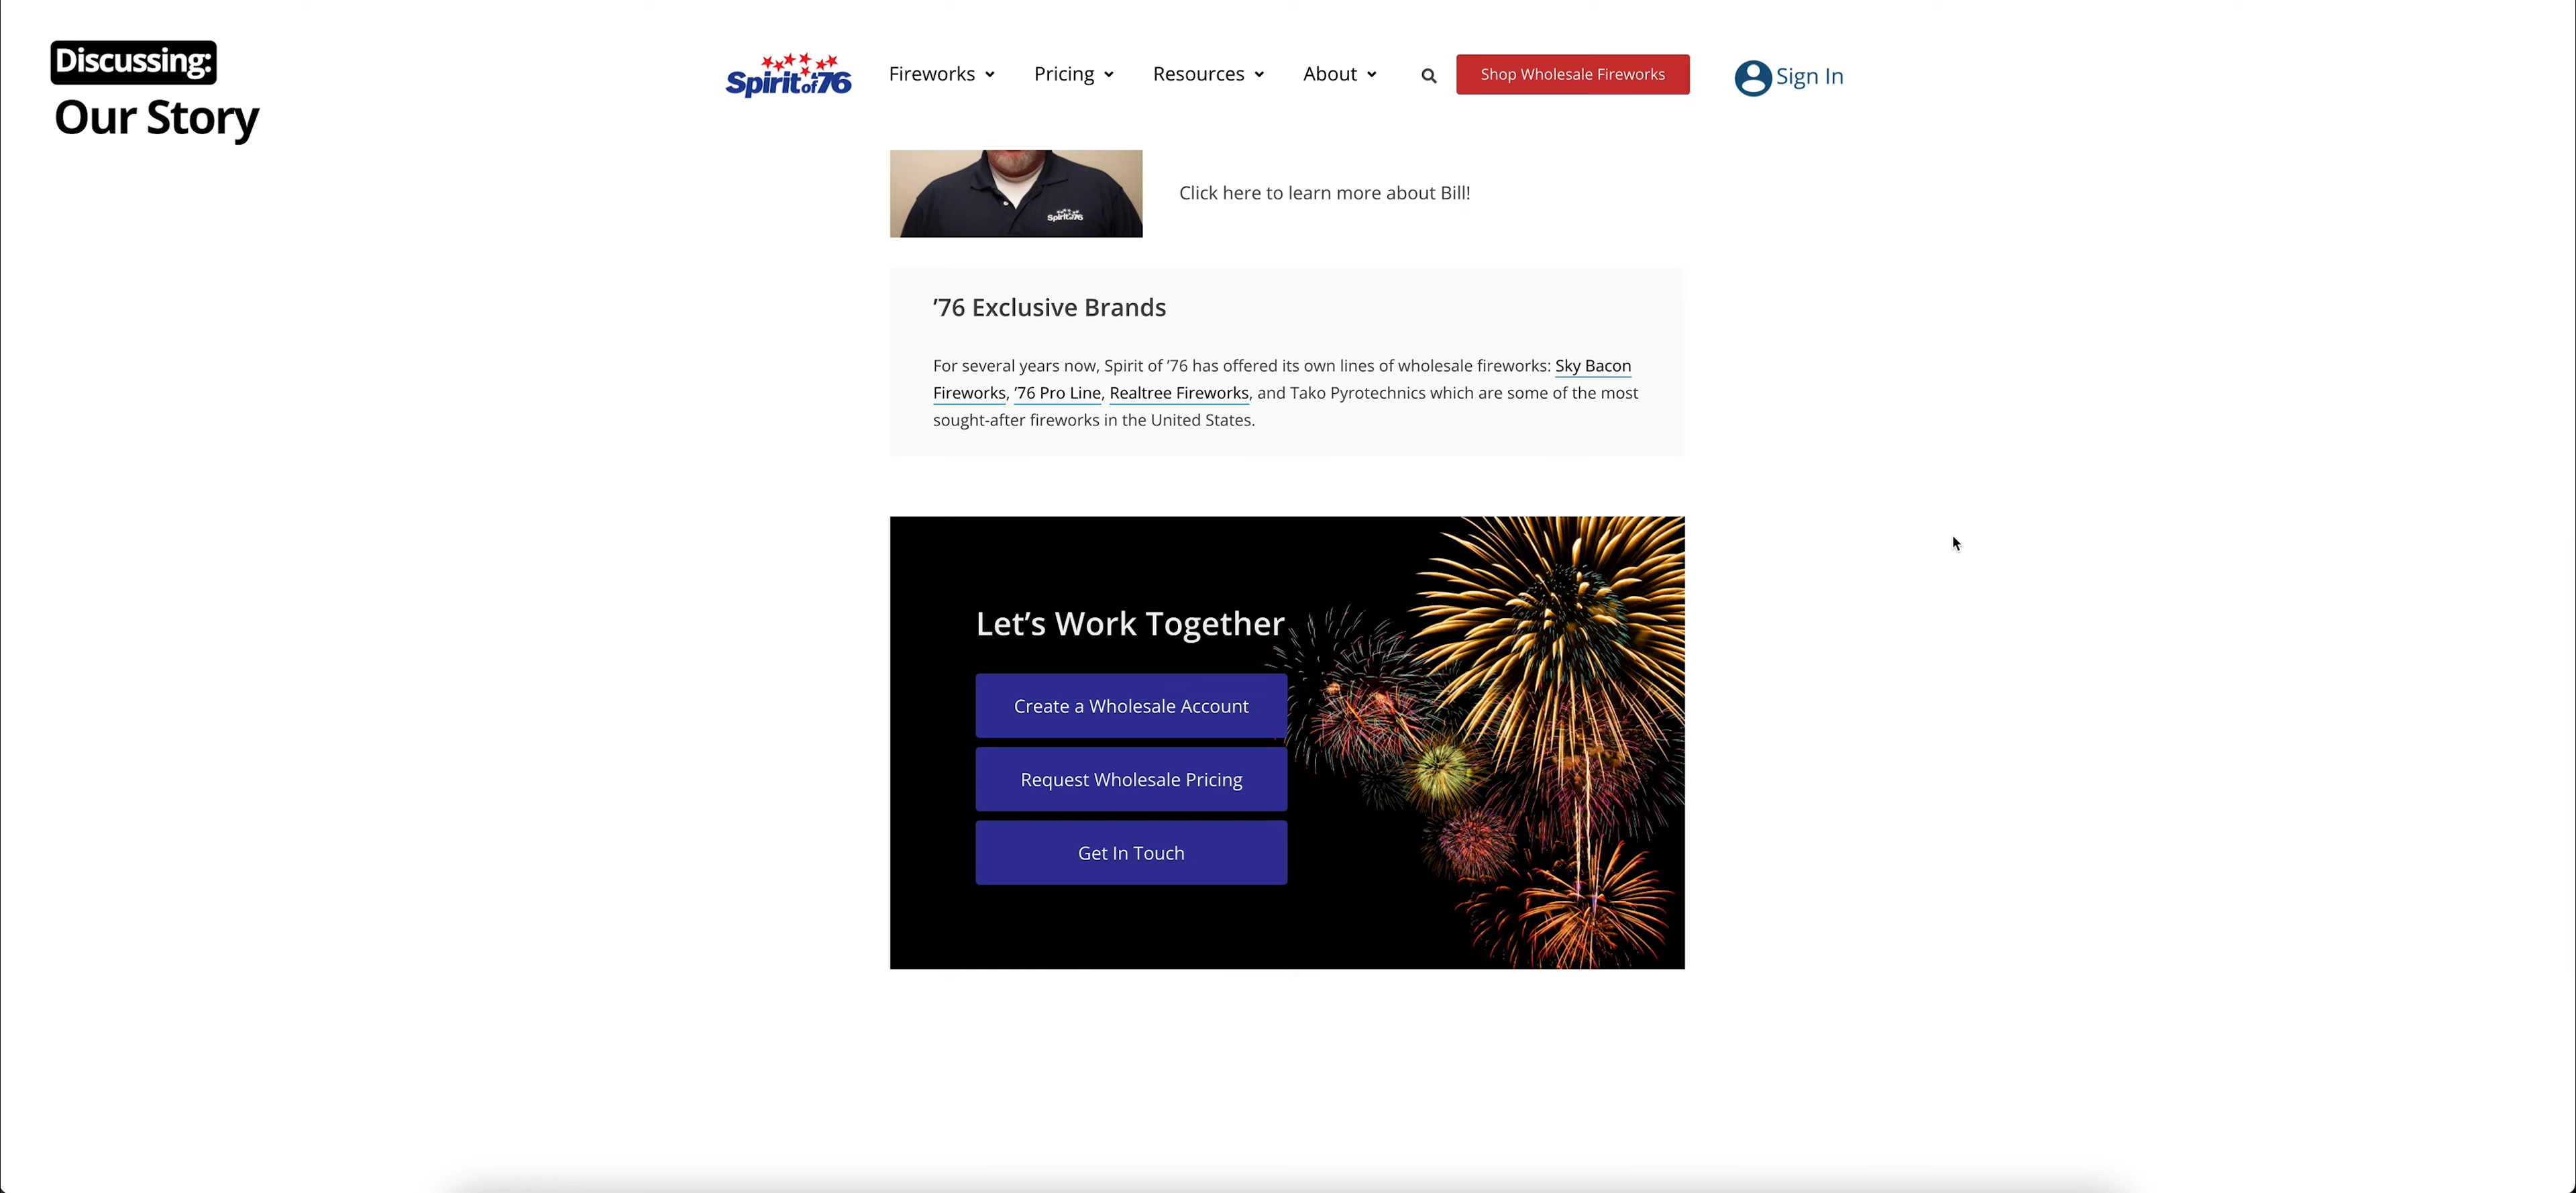 Discussing:
Our Story
Spirit of '76
Fireworks
Pricing
Resources
About
Shop Wholesale Fireworks
Sign In
Spirit of '76
Click here to learn more about Bill!
’76 Exclusive Brands
For several years now, Spirit of ’76 has offered its own lines of wholesale fireworks: Sky Bacon
Fireworks, ’76 Pro Line, Realtree Fireworks, and Tako Pyrotechnics which are some of the most
sought-after fireworks in the United States.
Let’s Work Together
Create a Wholesale Account
Request Wholesale Pricing
Get In Touch